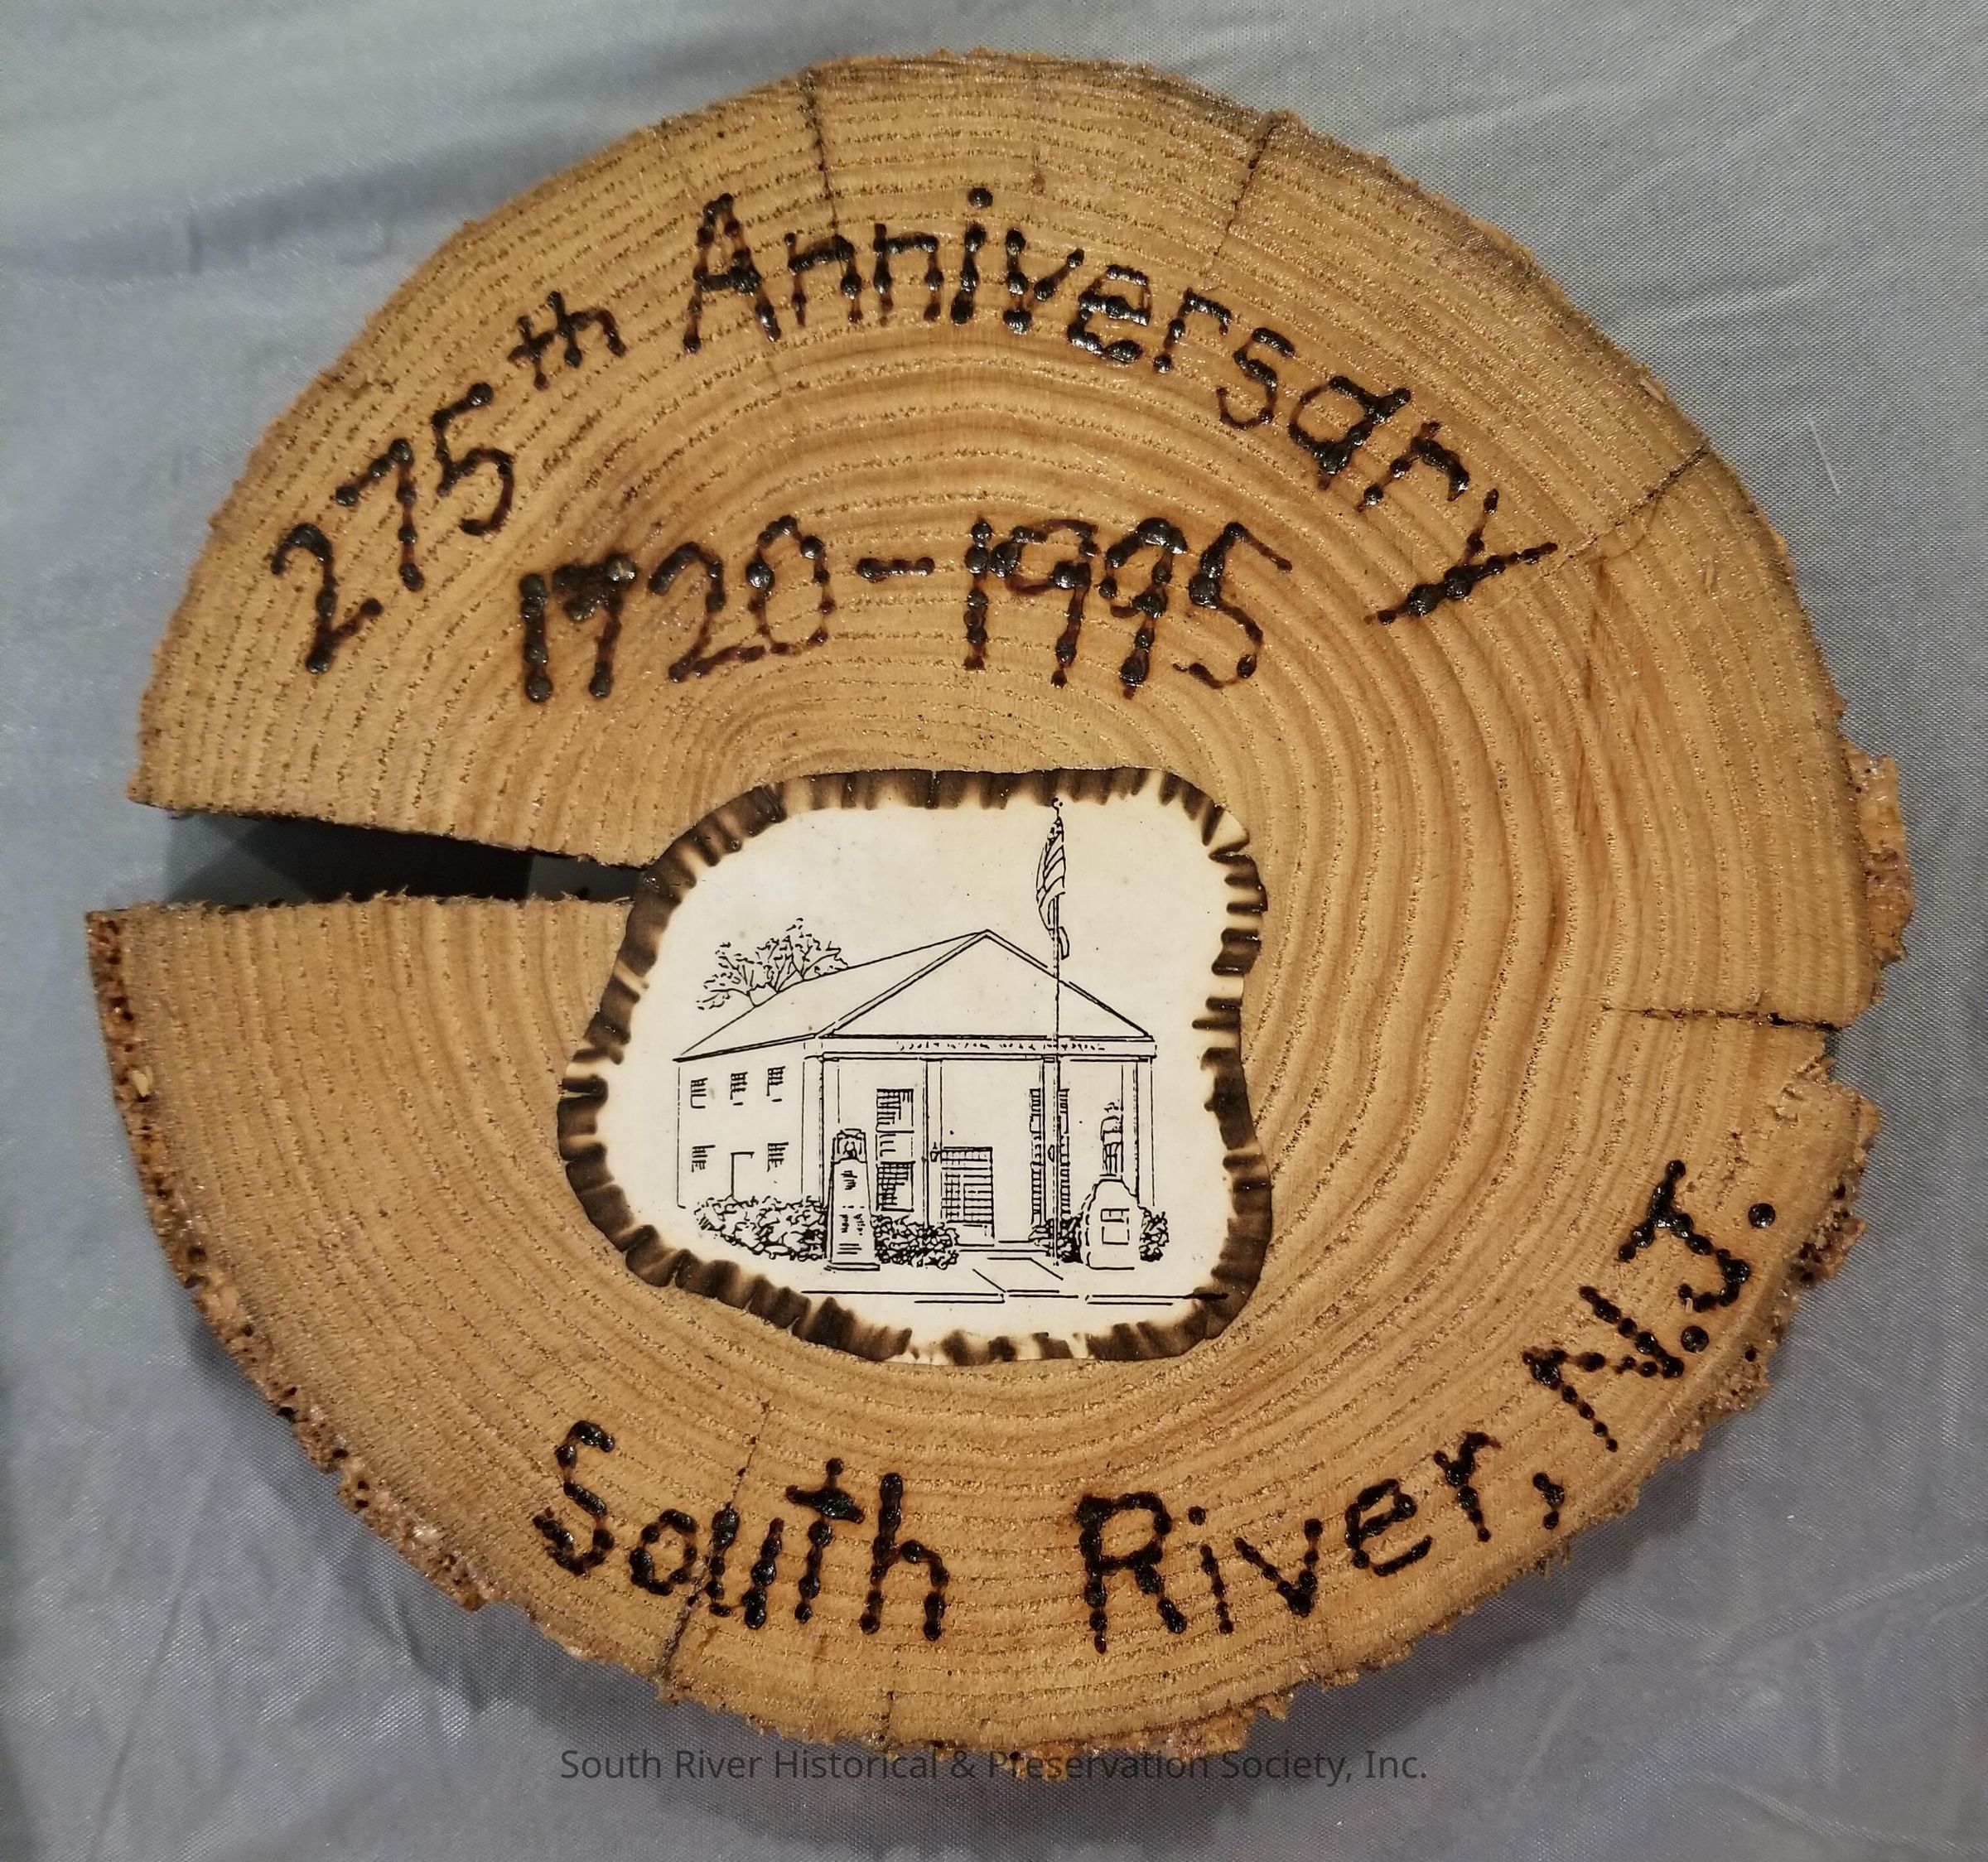 275th Anniversary
1720-1995
South River, N.J.
South River Historical & Preservation Society, Inc.